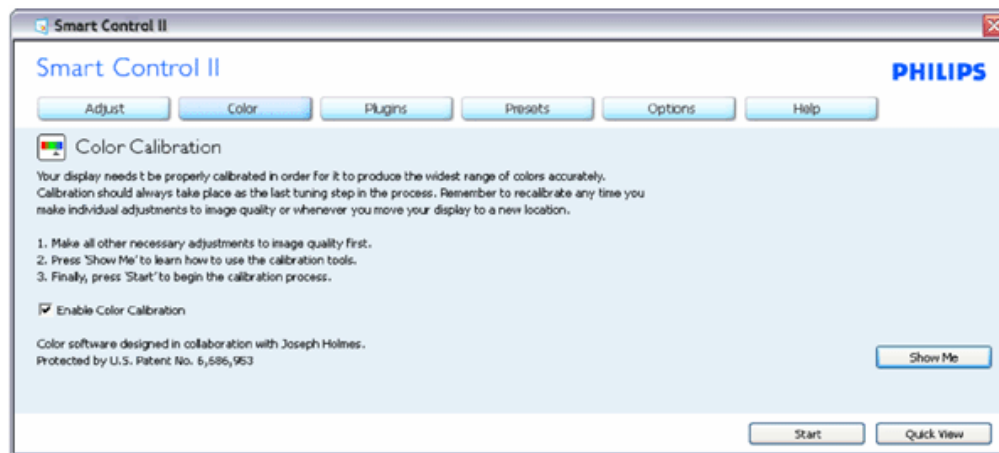 Smart Control II
Smart Control II
PHILIPS
Adjust Color Plugins Presets Options Help
Color Calibration
Your display needs t be properly calibrated in order for it to produce the widest range of colors accurately.
Calibration should always take place as the last tuning step in the process. Remember to recalibrate any time you
make individual adjustments to image quality or whenever you move your display to a new location.
1. Make all other necessary adjustments to image quality first.
2. Press 'Show Me' to learn how to use the calibration tools.
3. Finally, press 'Start' to begin the calibration process.
Enable Color Calibration
Color software designed in collaboration with Joseph Holmes.
Protected by U.S. Patent No. 6,686,953
Show Me
Start Quick View